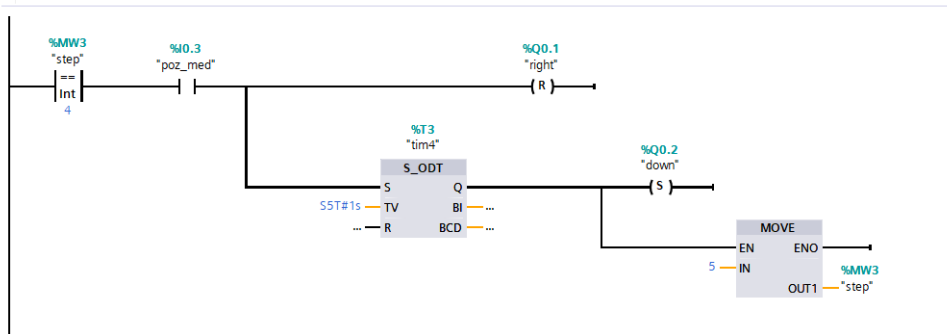 %MW3
"step"
==
Int
4
%I0.3
"poz_med"
%Q0.1
"right"
R
%T3
"tim4"
S_ODT
S Q
S5T#1s TV BI ...
... R BCD ...
%Q0.2
"down"
S
MOVE
EN ENO
5 IN
%MW3
OUT1 "step"